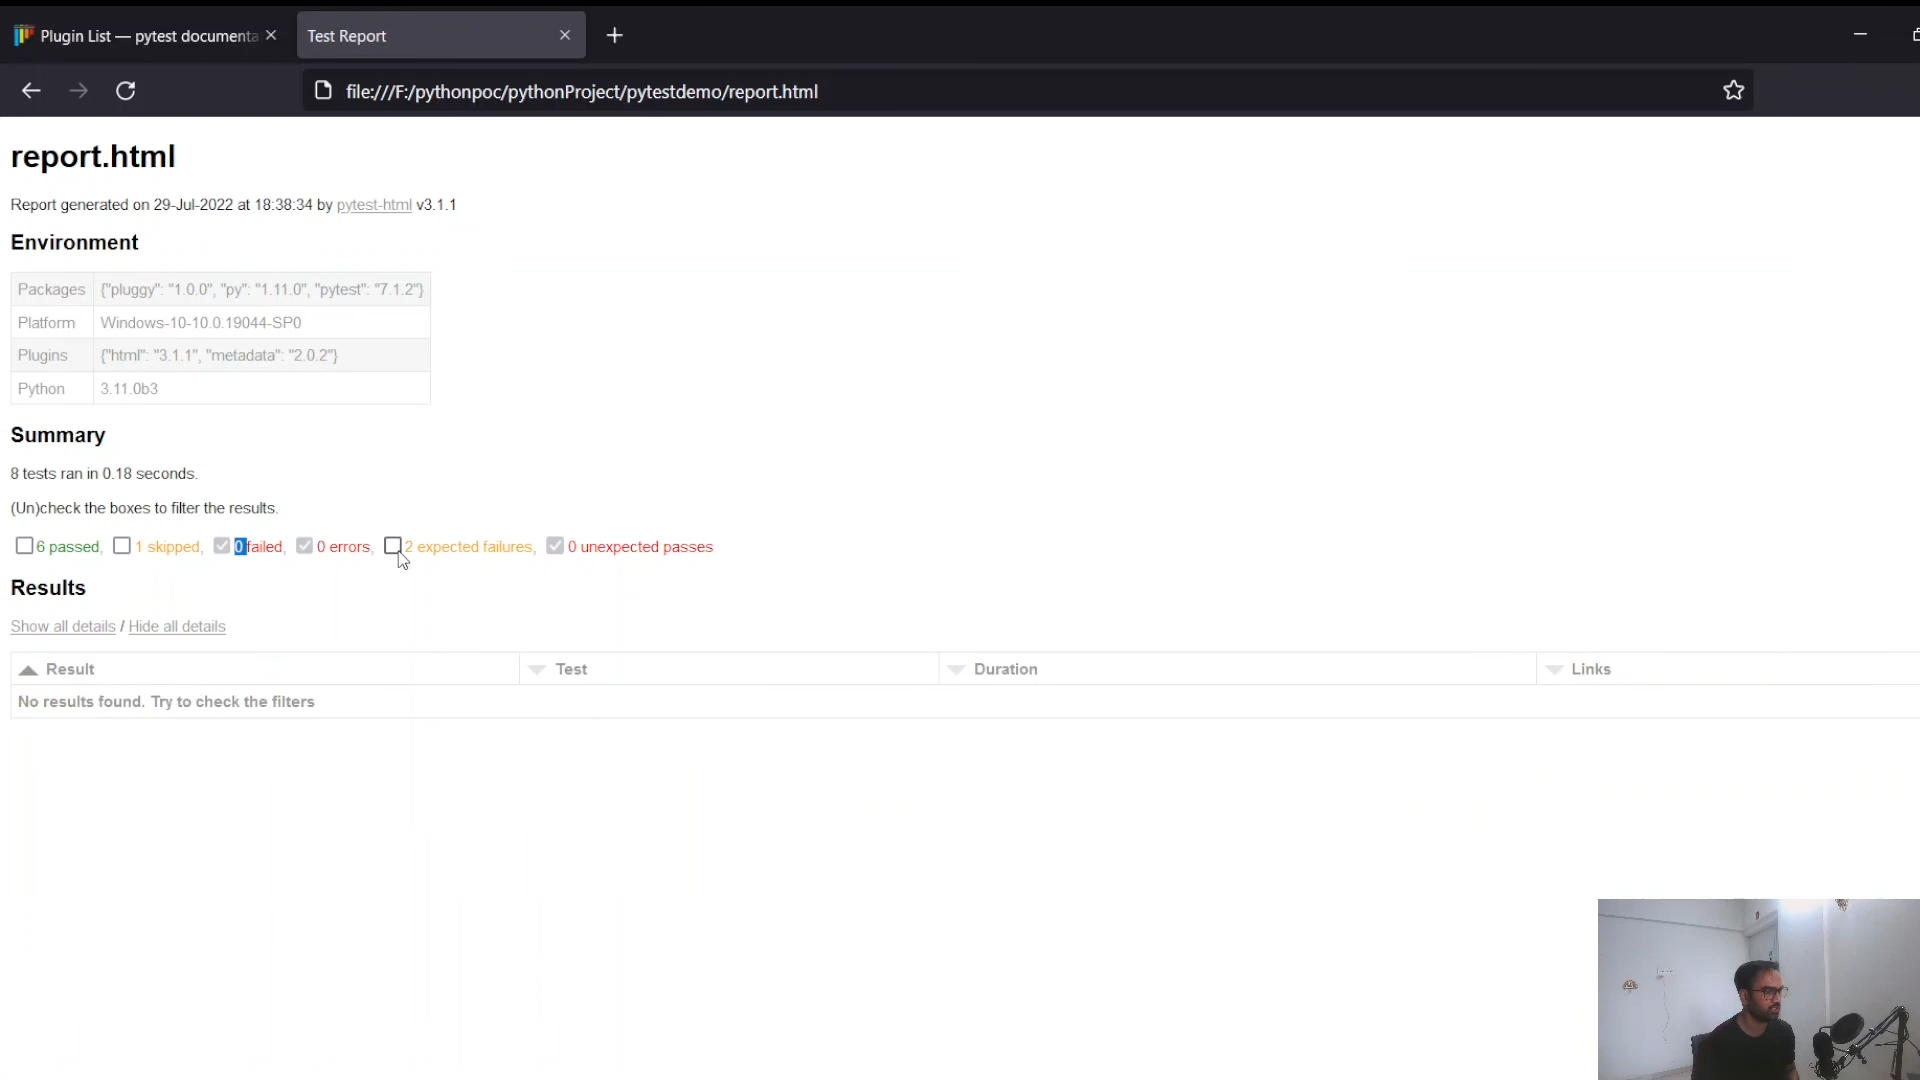 Plugin List — pytest documenta
Test Report
file:///F:/pythonpoc/pythonProject/pytestdemo/report.html
report.html
Report generated on 29-Jul-2022 at 18:38:34 by pytest-html v3.1.1
Environment
Packages {"pluggy": "1.0.0", "py": "1.11.0", "pytest": "7.1.2"}
Platform Windows-10-10.0.19044-SP0
Plugins {"html": "3.1.1", "metadata": "2.0.2"}
Python 3.11.0b3
Summary
8 tests ran in 0.18 seconds.
(Un)check the boxes to filter the results.
6 passed, 1 skipped, 0 failed, 0 errors, 2 expected failures, 0 unexpected passes
Results
Show all details / Hide all details
Result Test Duration Links
No results found. Try to check the filters